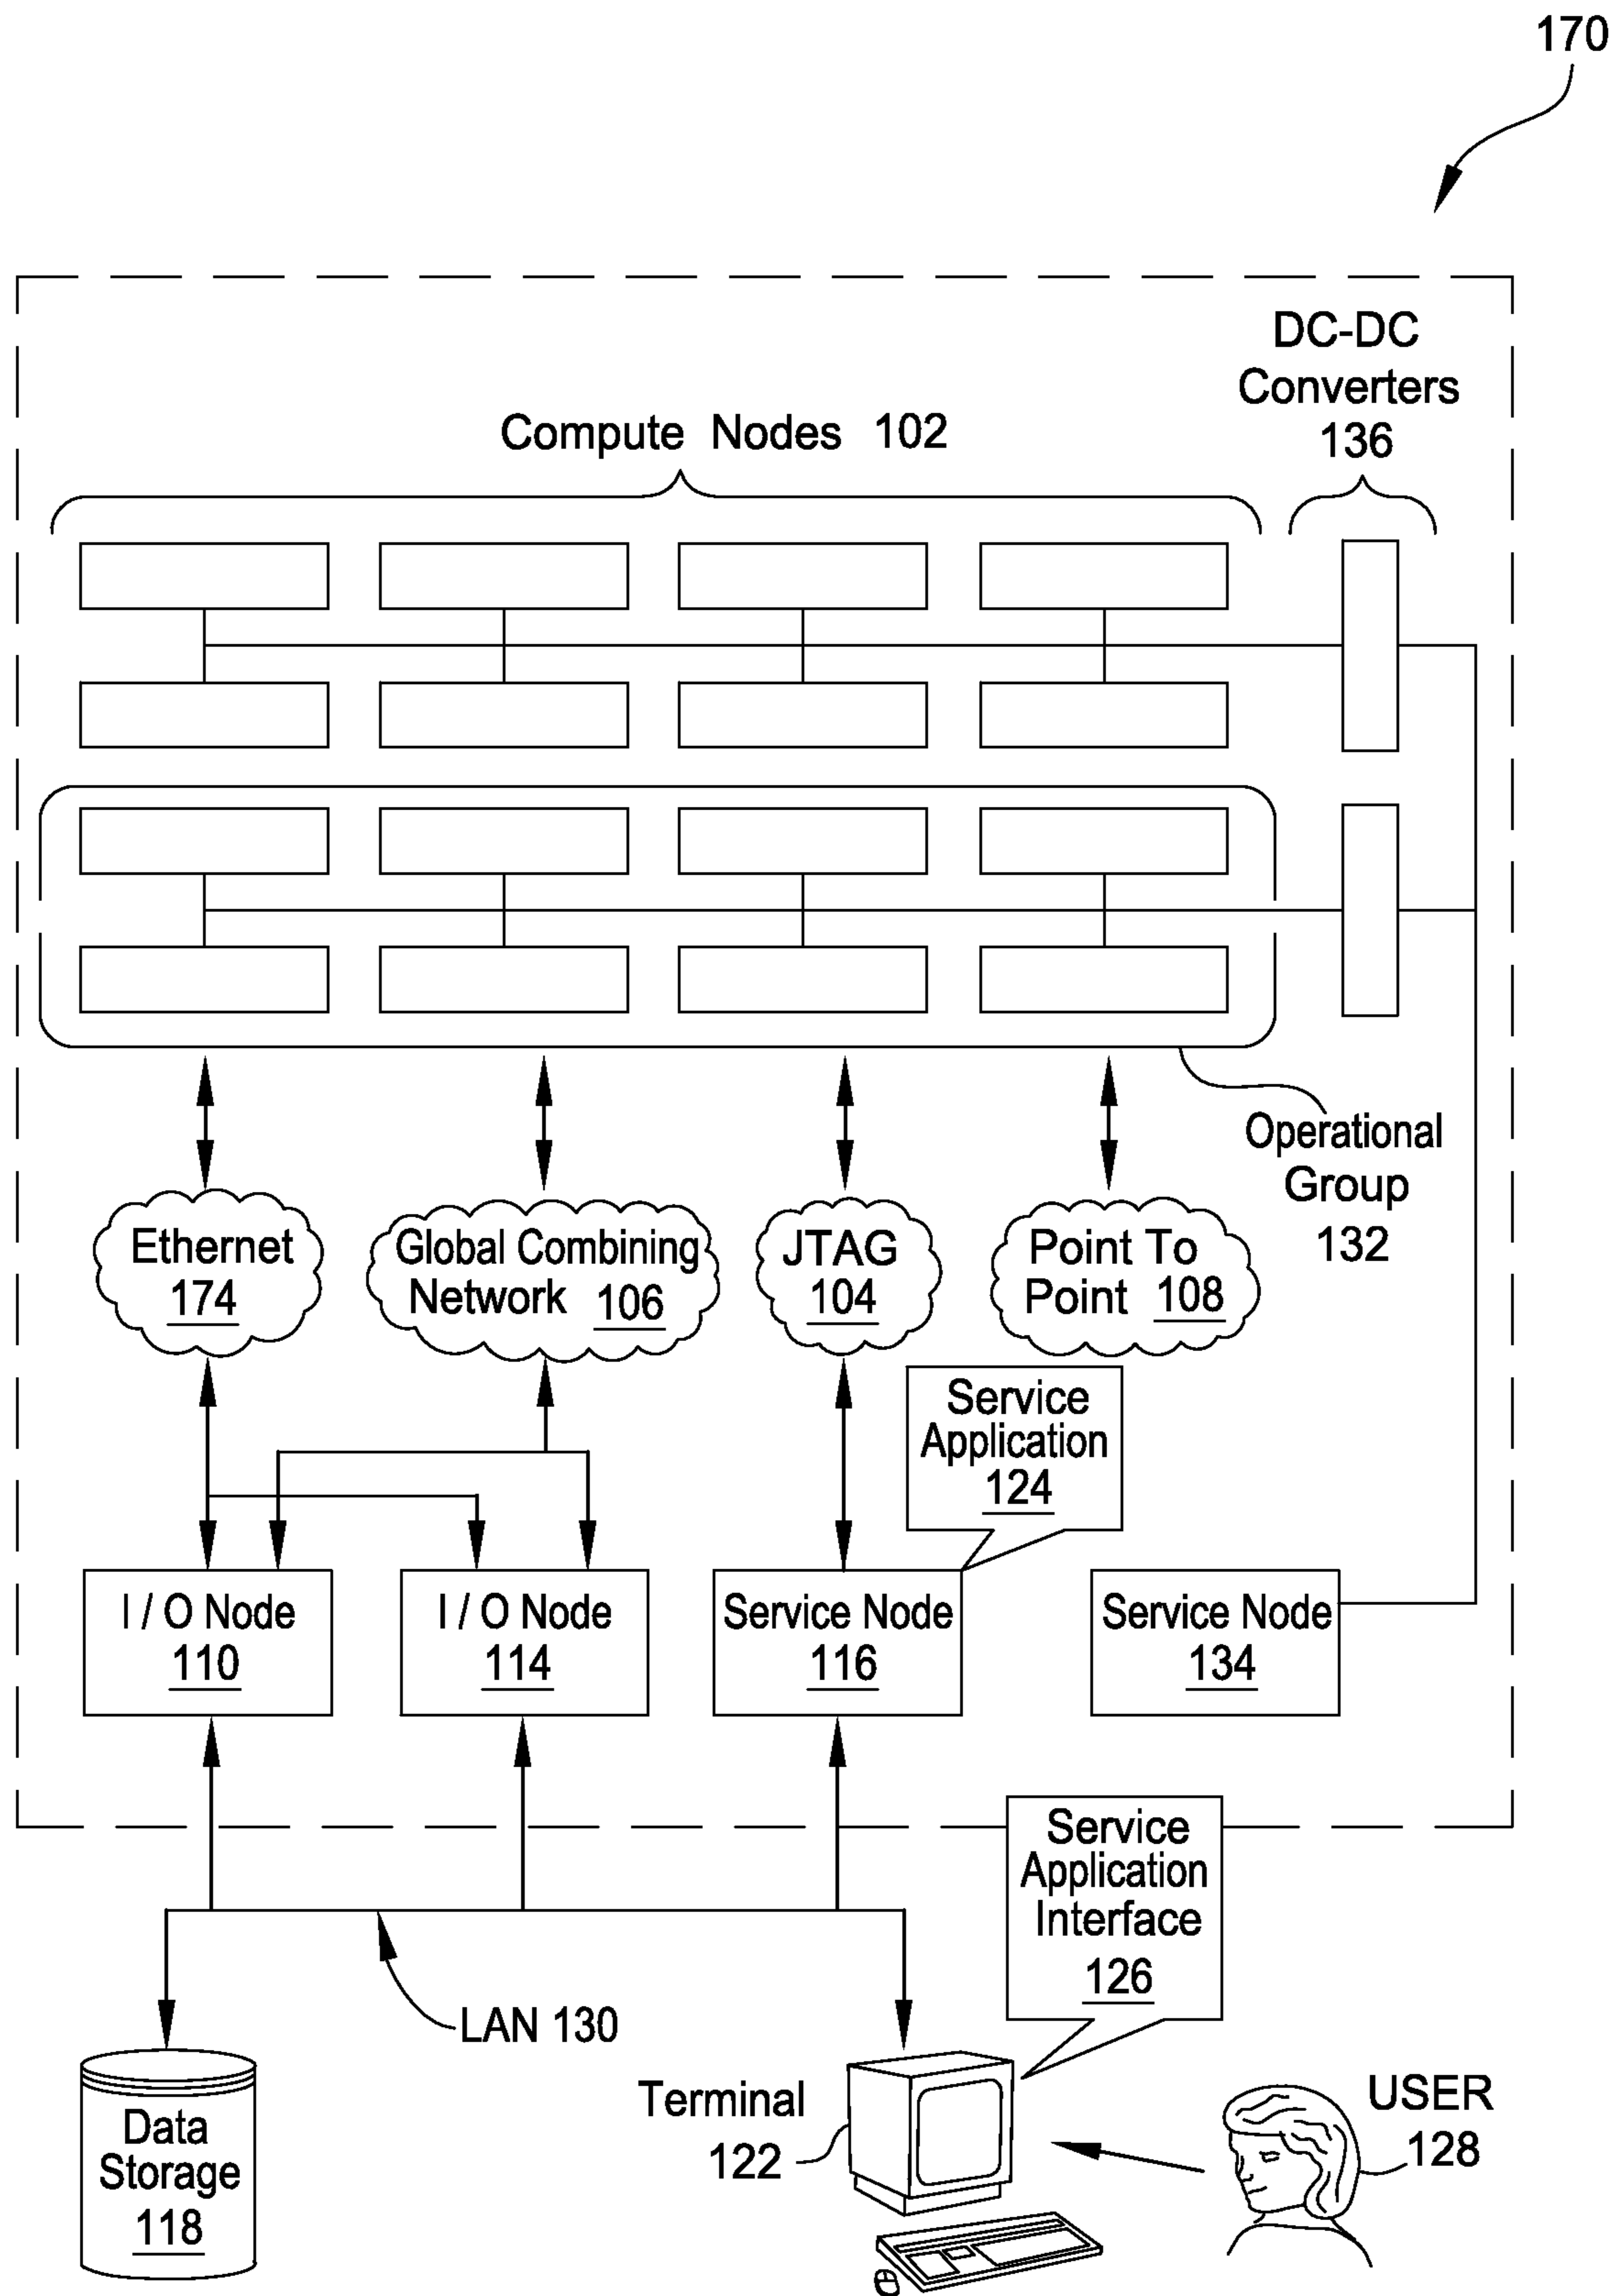 170
DC-DC
Converters
136
Compute Nodes 102
Operational
Group
132
Ethernet
174
Global Combining
Network 106
JTAG
104
Point To
Point 108
Service
Application
124
I / O Node
110
I / O Node
114
Service Node
116
Service Node
134
Service
Application
Interface
126
LAN 130
Data
Storage
118
Terminal
122
USER
128